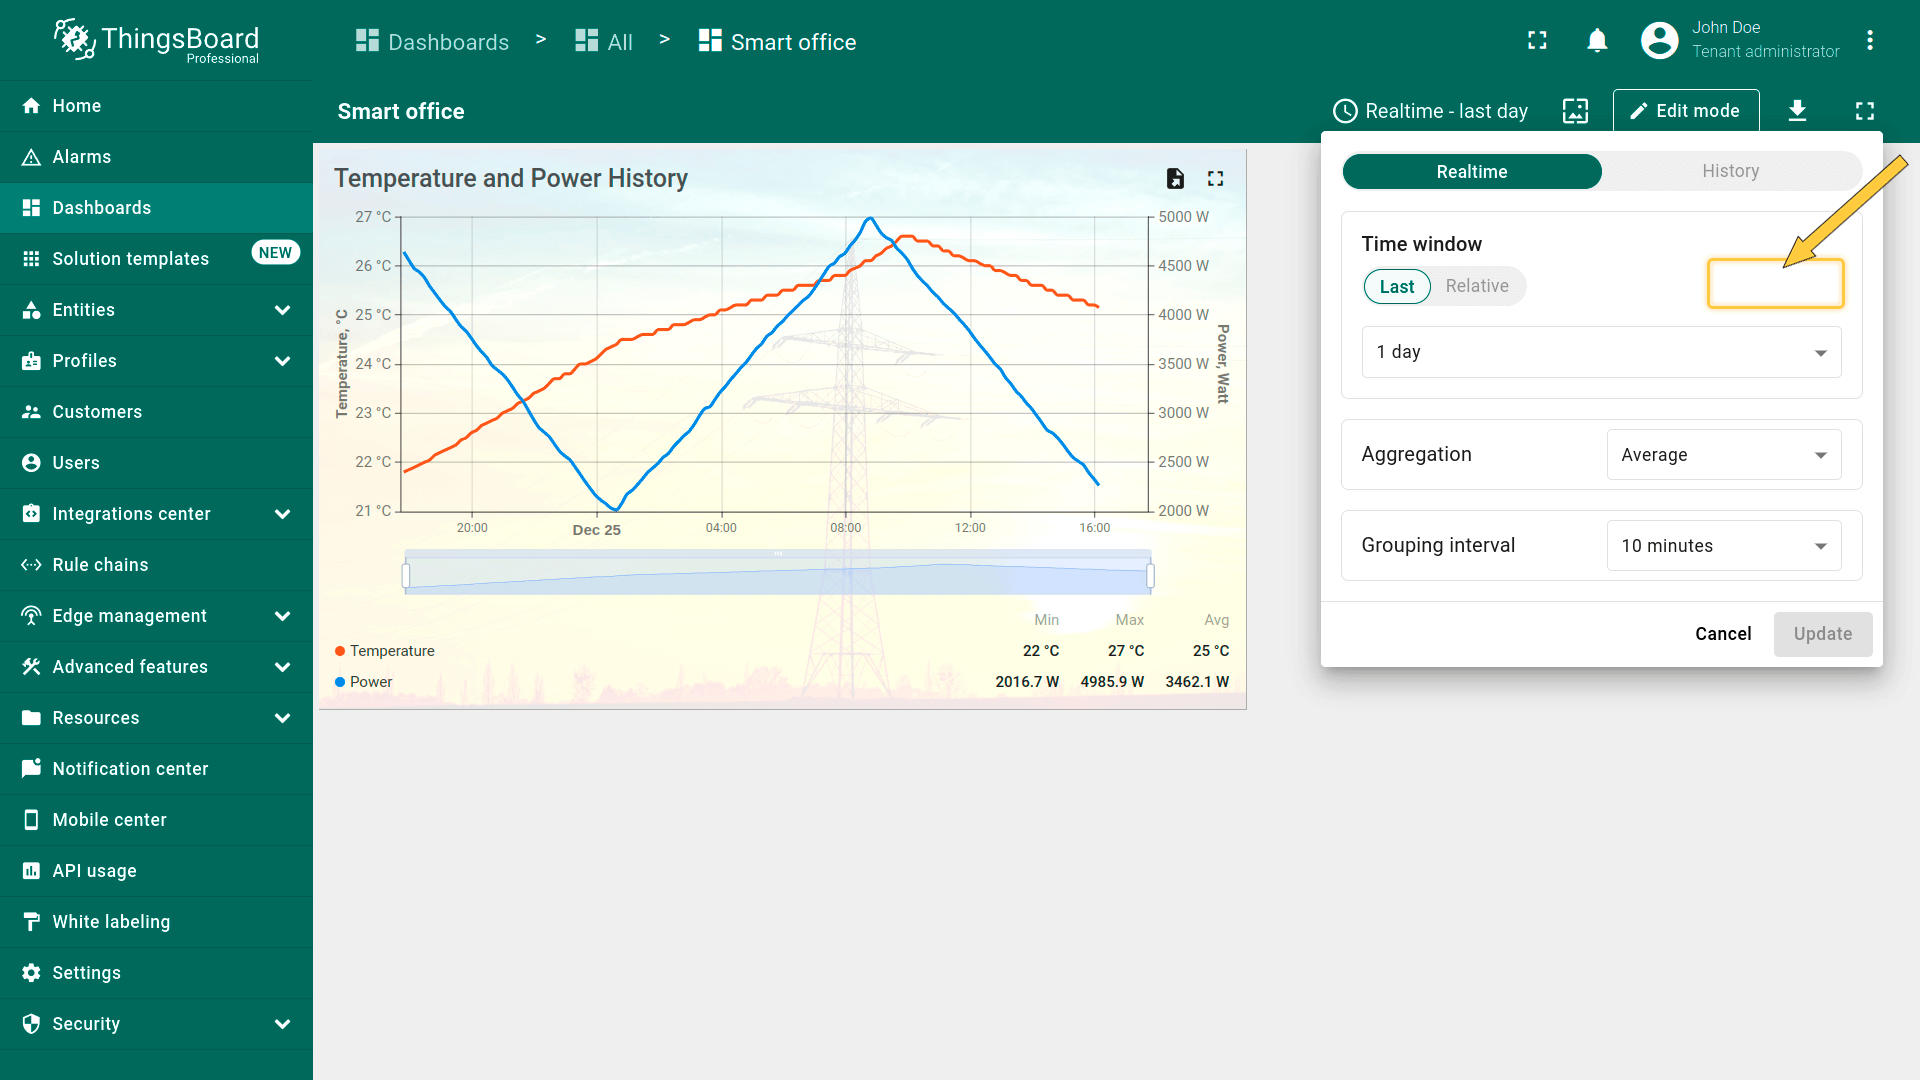 ThingsBoard
Professional
Dashboards > All > Smart office
John Doe
Tenant administrator
Home
Alarms
Dashboards
Solution templates NEW
Entities
Profiles
Customers
Users
Integrations center
Rule chains
Edge management
Advanced features
Resources
Notification center
Mobile center
API usage
White labeling
Settings
Security
Smart office
Realtime - last day
Edit mode
Temperature and Power History
27 °C
26 °C
25 °C
24 °C
23 °C
22 °C
21 °C
Temperature, °C
5000 W
4500 W
4000 W
3500 W
3000 W
2500 W
2000 W
Power, Watt
20:00 Dec 25 04:00 08:00 12:00 16:00
Min Max Avg
Temperature 22 °C 27 °C 25 °C
Power 2016.7 W 4985.9 W 3462.1 W
Realtime History
Time window
Last Relative
1 day
Aggregation Average
Grouping interval 10 minutes
Cancel Update